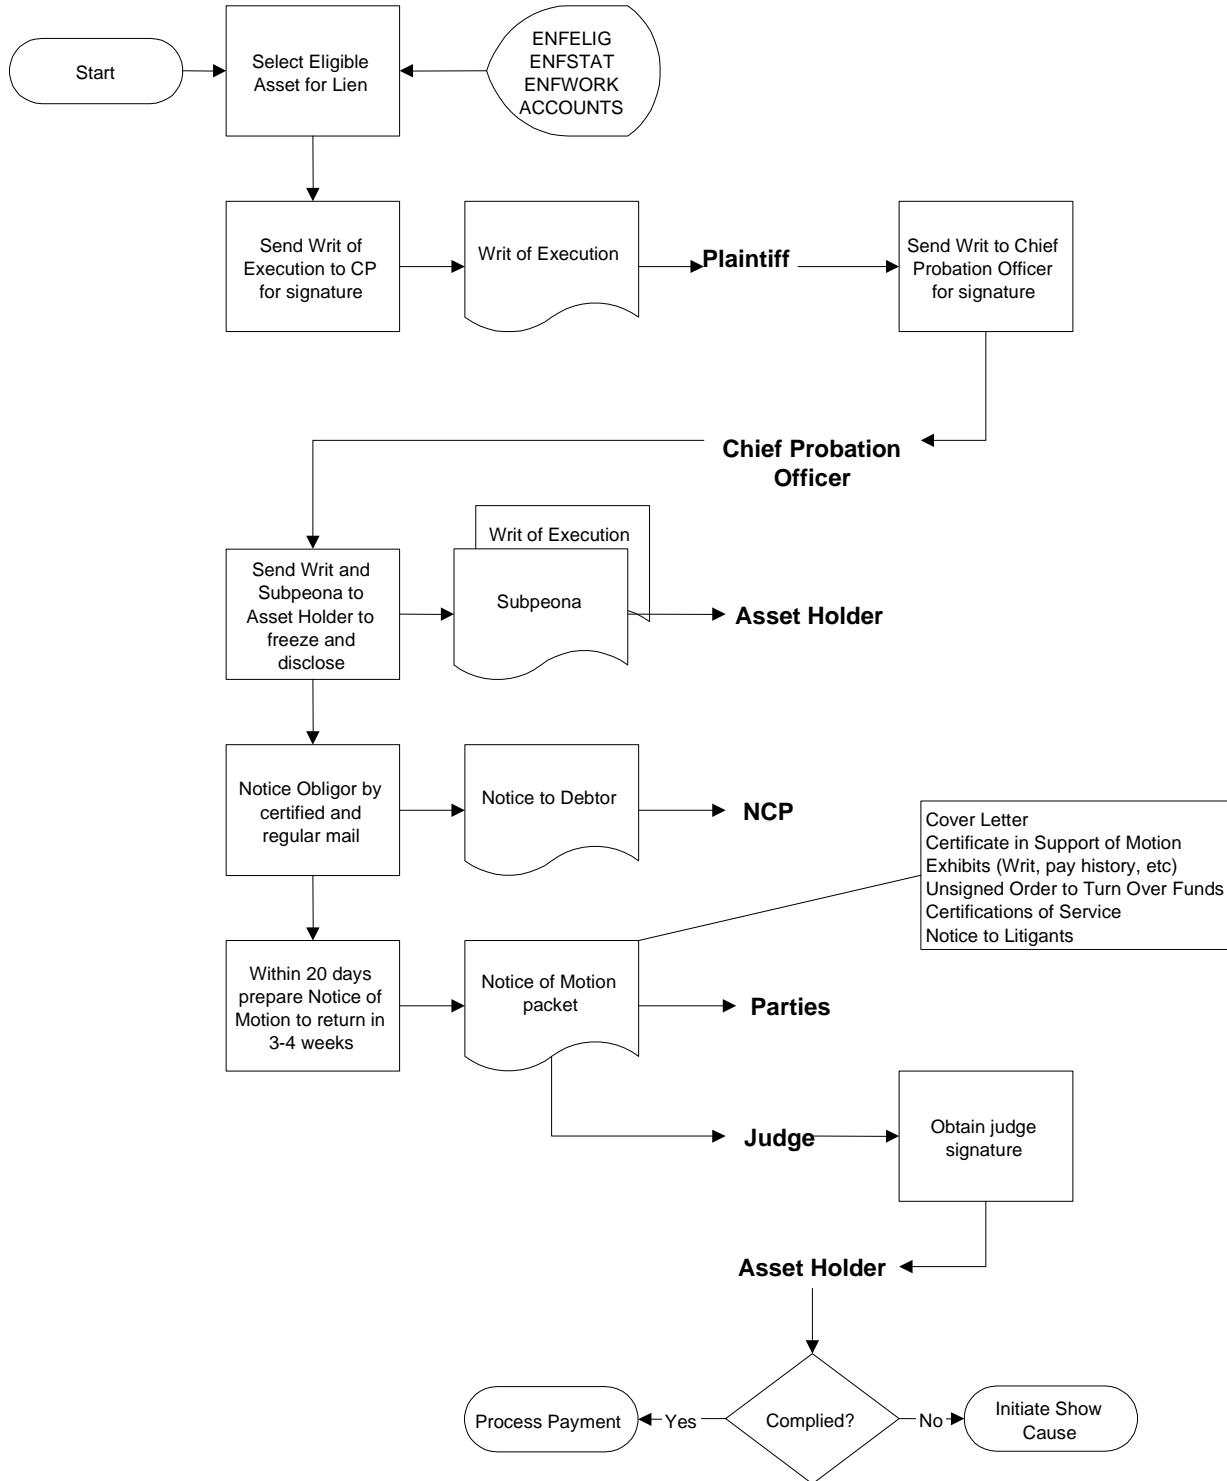 Start
Select Eligible
Asset for Lien
ENFELIG
ENFSTAT
ENFWORK
ACCOUNTS
Send Writ of
Execution to CP
for signature
Writ of Execution
Plaintiff
Send Writ to Chief
Probation Officer
for signature
Chief Probation
Officer
Send Writ and
Subpeona to
Asset Holder to
freeze and
disclose
Writ of Execution
Subpeona
Asset Holder
Notice Obligor by
certified and
regular mail
Notice to Debtor
NCP
Cover Letter
Certificate in Support of Motion
Exhibits (Writ, pay history, etc)
Unsigned Order to Turn Over Funds
Certifications of Service
Notice to Litigants
Within 20 days
prepare Notice of
Motion to return in
3-4 weeks
Notice of Motion
packet
Parties
Judge
Obtain judge
signature
Asset Holder
Process Payment
Yes
Complied?
No
Initiate Show
Cause